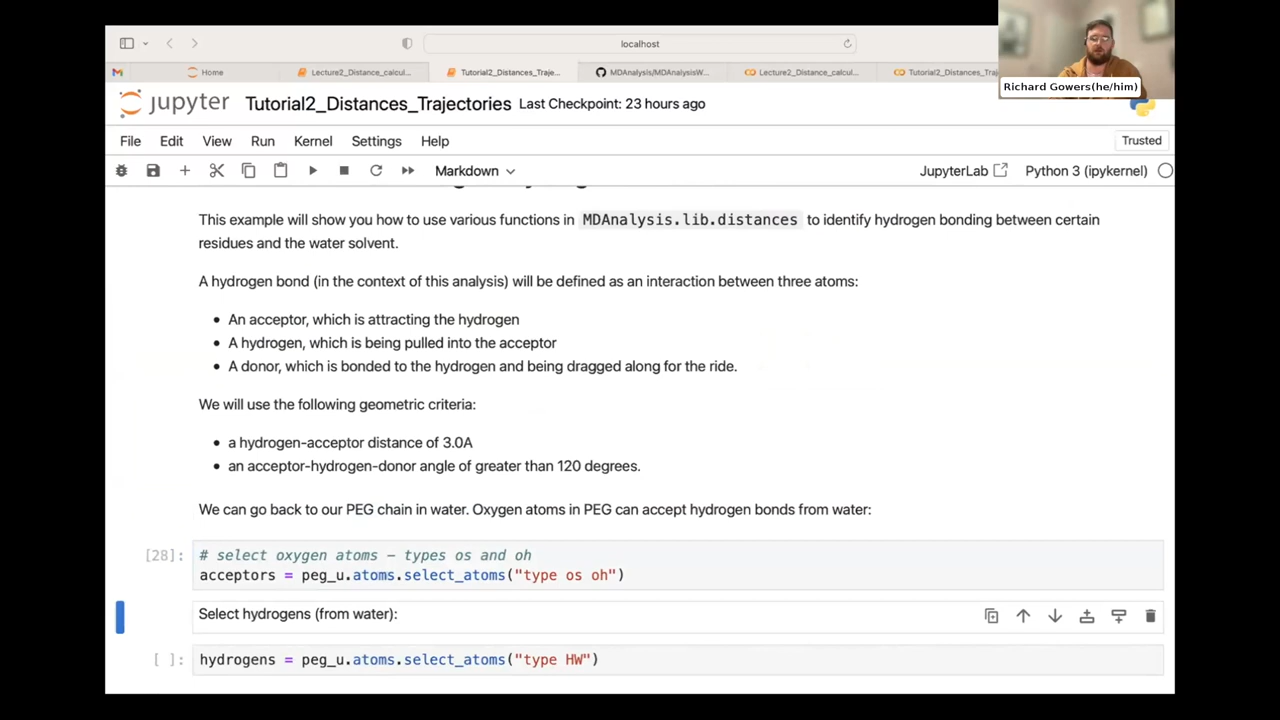 localhost
Home
Lecture2_Distance_calcul...
Tutorial2_Distances_Traje...
MDAnalysis/MDAnalysisW...
Lecture2_Distance_calcul...
Tutorial2_Distances_Tra
Richard Gowers(he/him)
jupyter Tutorial2_Distances_Trajectories Last Checkpoint: 23 hours ago
File Edit View Run Kernel Settings Help Trusted
Markdown JupyterLab Python 3 (ipykernel)
This example will show you how to use various functions in MDAnalysis.lib.distances to identify hydrogen bonding between certain
residues and the water solvent.
A hydrogen bond (in the context of this analysis) will be defined as an interaction between three atoms:
• An acceptor, which is attracting the hydrogen
• A hydrogen, which is being pulled into the acceptor
• A donor, which is bonded to the hydrogen and being dragged along for the ride.
We will use the following geometric criteria:
• a hydrogen-acceptor distance of 3.0A
• an acceptor-hydrogen-donor angle of greater than 120 degrees.
We can go back to our PEG chain in water. Oxygen atoms in PEG can accept hydrogen bonds from water:
[28]: # select oxygen atoms – types os and oh
acceptors = peg_u.atoms.select_atoms("type os oh")
Select hydrogens (from water):
[ ]: hydrogens = peg_u.atoms.select_atoms("type HW")